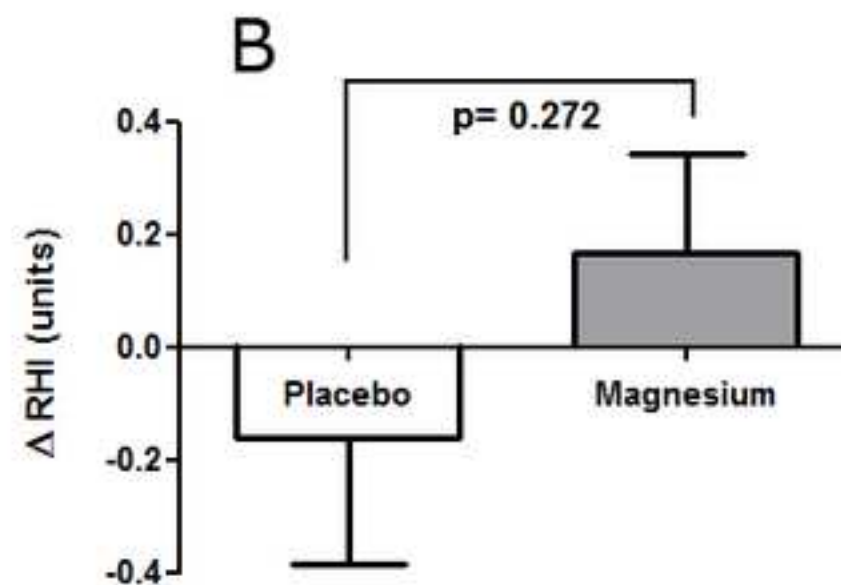 B
p= 0.272
0.4
0.2
0.0
-0.2
-0.4
Δ RHI (units)
Placebo
Magnesium